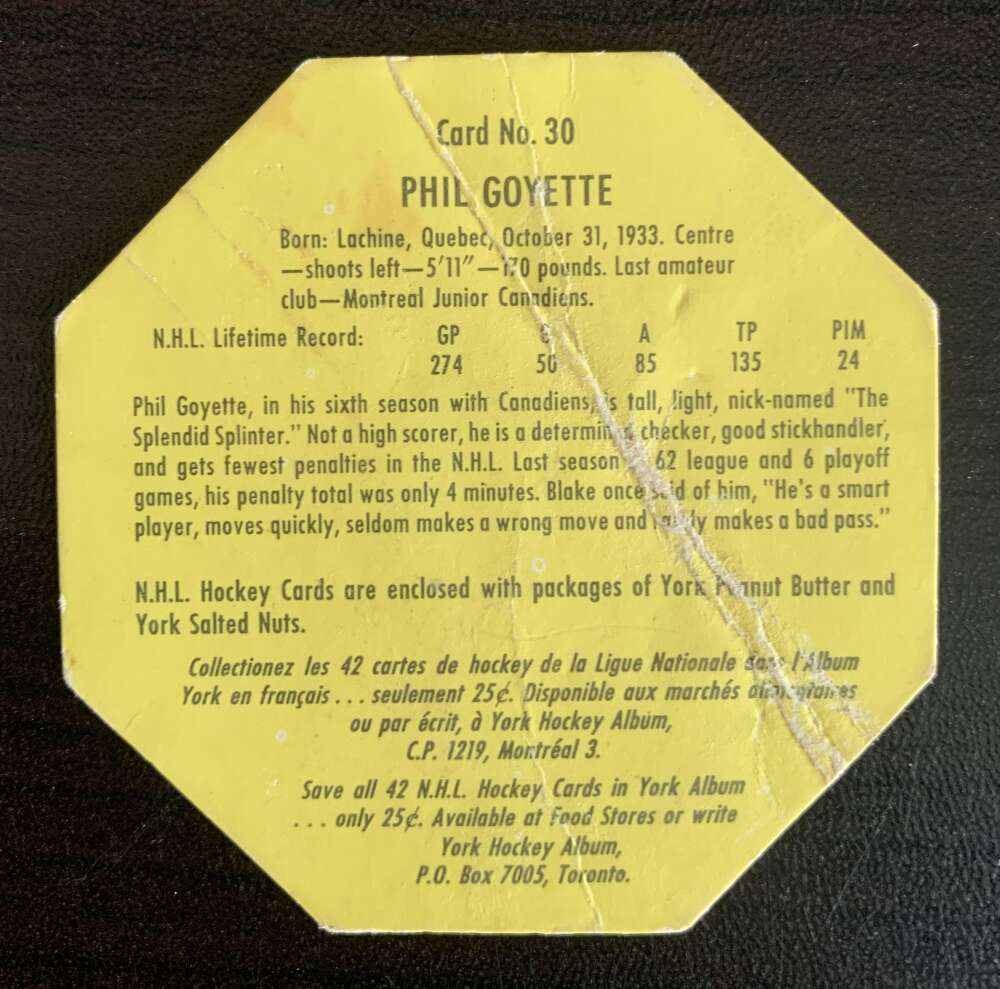 Card No. 30
PHIL GOYETTE
Born: Lachine, Quebec, October 31, 1933. Centre
—shoots left—5'11"—170 pounds. Last amateur
club—Montreal Junior Canadiens.
N.H.L. Lifetime Record: GP G A TP PIM
274 50 85 135 24
Phil Goyette, in his sixth season with Canadiens, is tall, light, nick-named "The
Splendid Splinter." Not a high scorer, he is a determined checker, good stickhandler,
and gets fewest penalties in the N.H.L. Last season 62 league and 6 playoff
games, his penalty total was only 4 minutes. Blake once said of him, "He's a smart
player, moves quickly, seldom makes a wrong move and makes a bad pass."
N.H.L. Hockey Cards are enclosed with packages of York Peanut Butter and
York Salted Nuts.
Collectionez les 42 cartes de hockey de la Ligue Nationale dans l'Album
York en français . . . seulement 25¢. Disponible aux marchés alimentaires
ou par écrit, à York Hockey Album,
C.P. 1219, Montréal 3.
Save all 42 N.H.L. Hockey Cards in York Album
. . . only 25¢. Available at Food Stores or write
York Hockey Album,
P.O. Box 7005, Toronto.